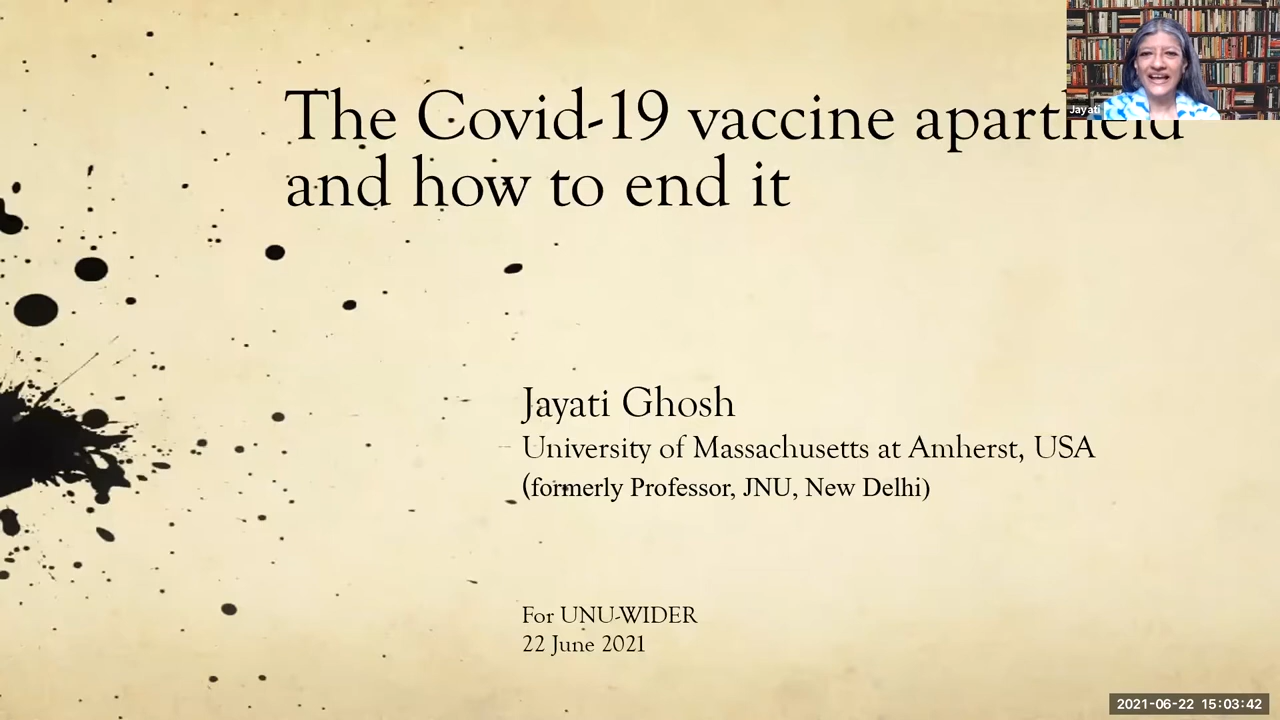 The Covid-19 vaccine apartheid
and how to end it
Jayati
Jayati Ghosh
University of Massachusetts at Amherst, USA
(formerly Professor, JNU, New Delhi)
For UNU-WIDER
22 June 2021
2021-06-22 15:03:42